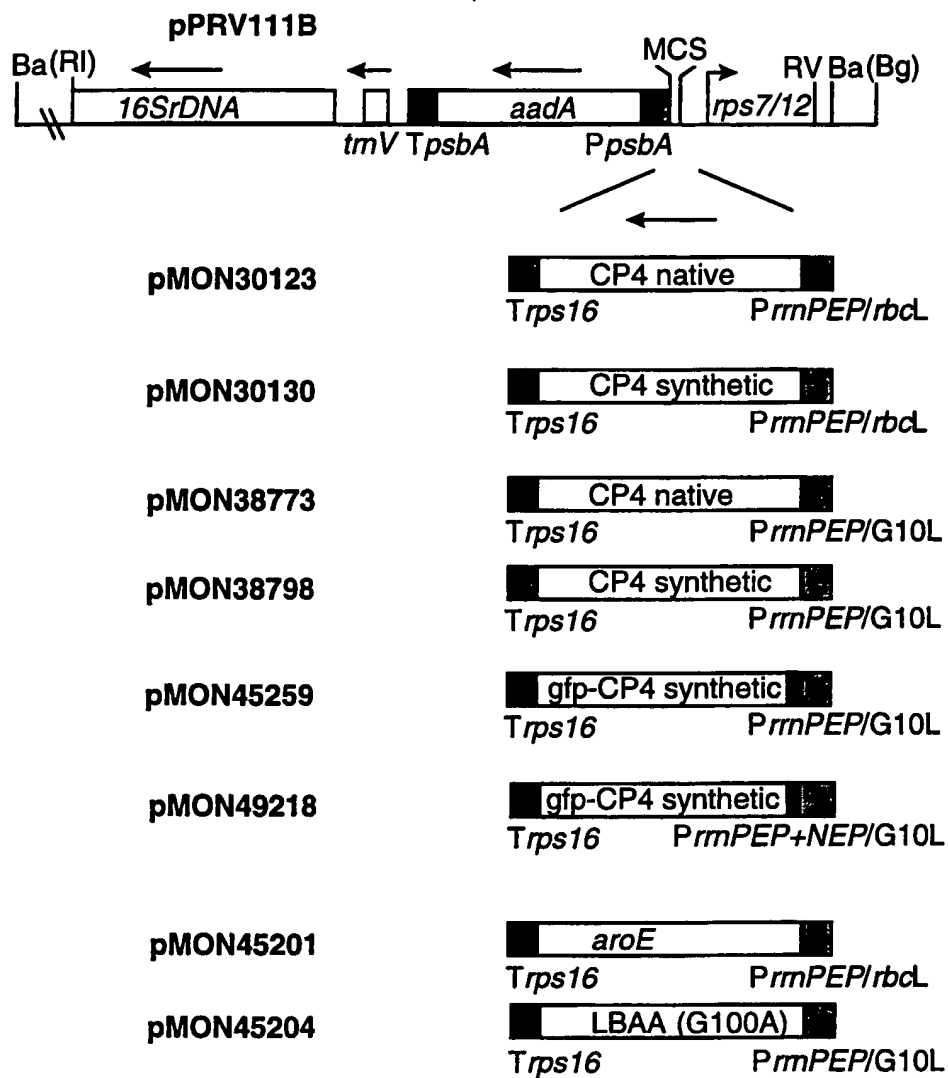 pPRV111B
Ba(RI) MCS RV Ba(Bg)
16SrDNA aadA rps7/12
trnV TpsbA PpsbA
pMON30123 CP4 native
Trps16 PrrnPEP/rbcL
pMON30130 CP4 synthetic
Trps16 PrrnPEP/rbcL
pMON38773 CP4 native
Trps16 PrrnPEP/G10L
pMON38798 CP4 synthetic
Trps16 PrrnPEP/G10L
pMON45259 gfp-CP4 synthetic
Trps16 PrrnPEP/G10L
pMON49218 gfp-CP4 synthetic
Trps16 PrrnPEP+NEP/G10L
pMON45201 aroE
Trps16 PrrnPEP/rbcL
pMON45204 LBAA (G100A)
Trps16 PrrnPEP/G10L